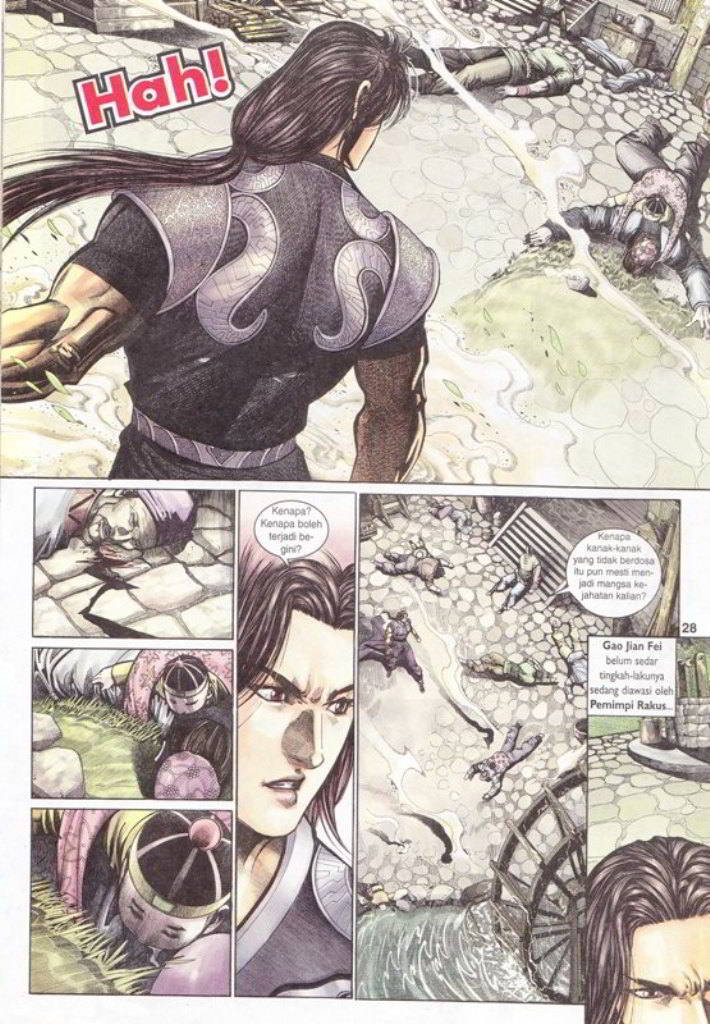 Hah!
Kenapa?
Kenapa boleh
terjadi be-
gini?
Kenapa
kanak-kanak
yang tidak berdosa
itu pun mesti men-
jadi mangsa ke-
jahatan kalian?
28
Gao Jian Fei
belum sedar
tingkah-lakunya
sedang diawasi oleh
Pemimpi Rakus...